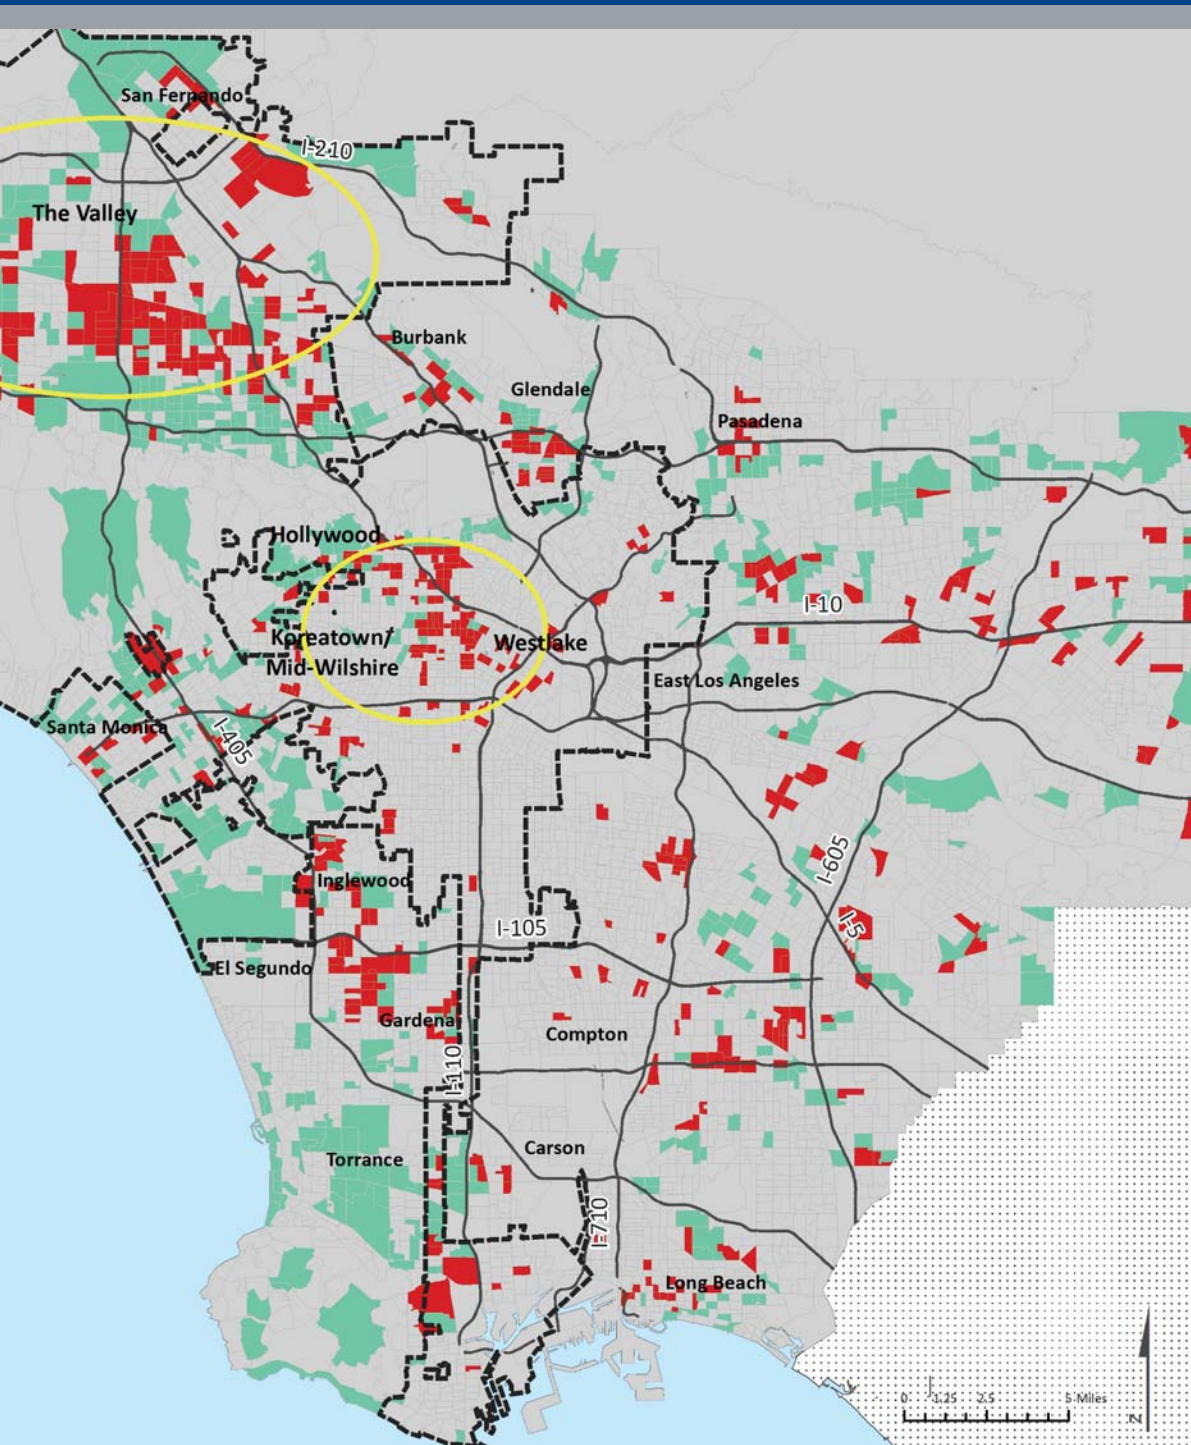 San Fernando
I-210
The Valley
Burbank
Glendale
Pasadena
Hollywood
I-10
Koreatown/
Mid-Wilshire
Westlake
East Los Angeles
Santa Monica
I-405
I-605
Inglewood
I-105
I-5
El Segundo
Gardena
Compton
I-110
Carson
Torrance
I-710
Long Beach
0 1.25 2.5 5 Miles
N